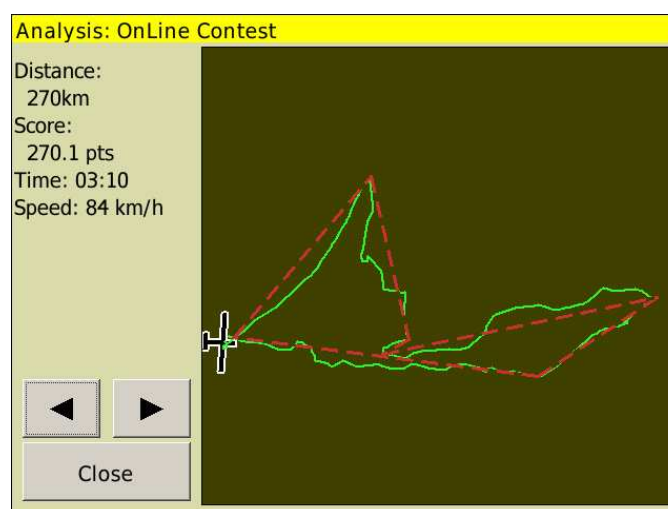 Analysis: OnLine Contest
Distance:
270km
Score:
270.1 pts
Time: 03:10
Speed: 84 km/h
Close